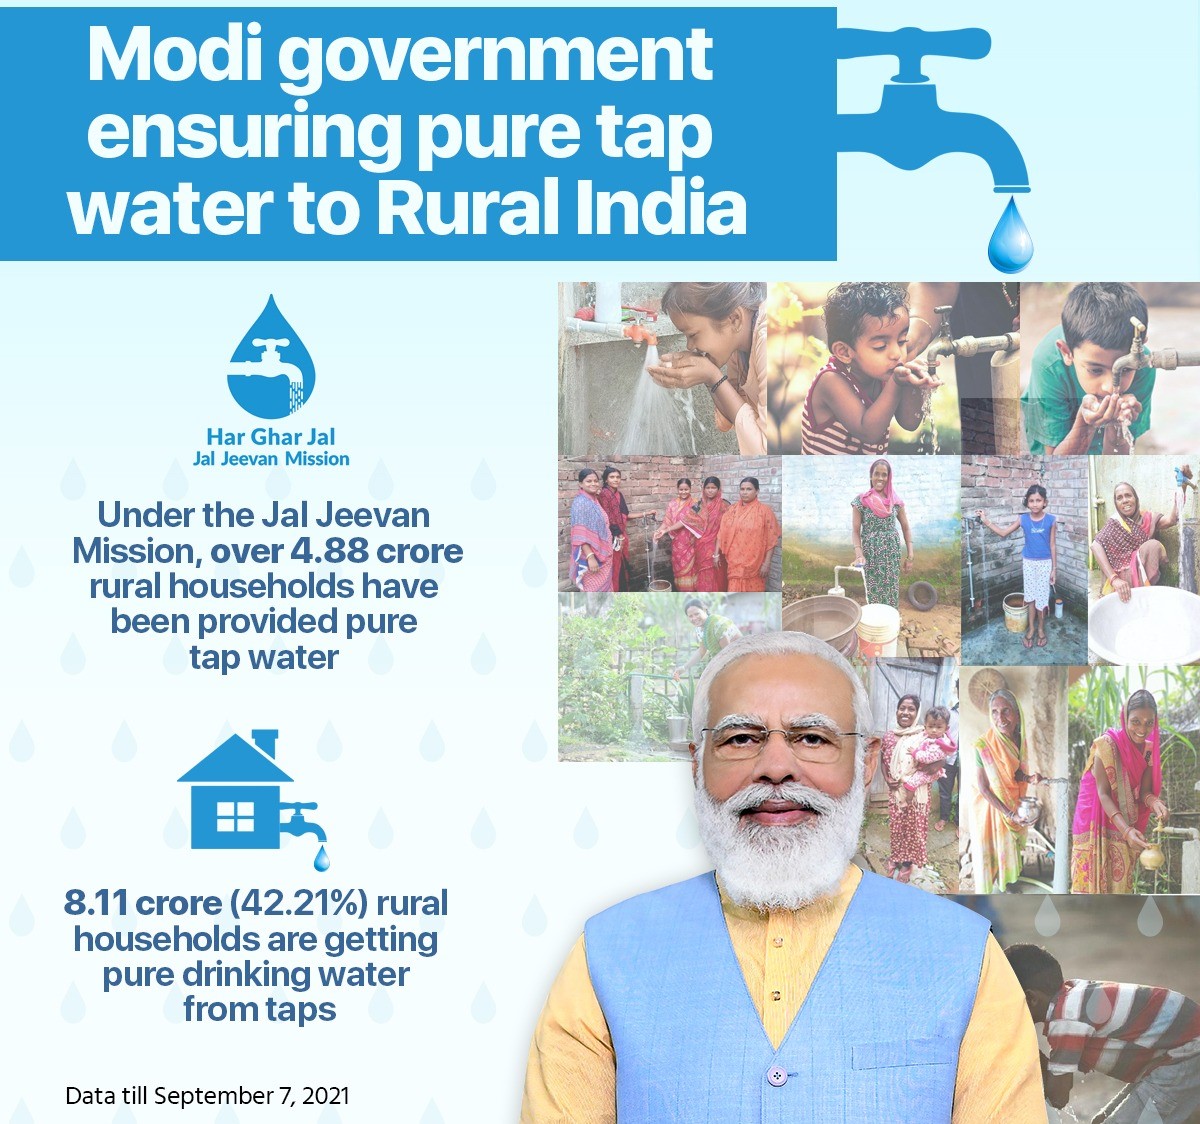 Modi government
ensuring pure tap
water to Rural India
Har Ghar Jal
Jal Jeevan Mission
Under the Jal Jeevan
Mission, over 4.88 crore
rural households have
been provided pure
tap water
8.11 crore (42.21%) rural
households are getting
pure drinking water
from taps
Data till September 7, 2021